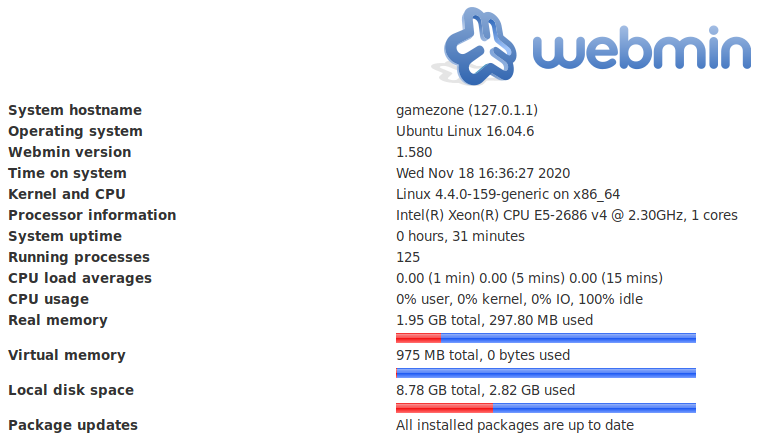 webmin
System hostname gamezone (127.0.1.1)
Operating system Ubuntu Linux 16.04.6
Webmin version 1.580
Time on system Wed Nov 18 16:36:27 2020
Kernel and CPU Linux 4.4.0-159-generic on x86_64
Processor information Intel(R) Xeon(R) CPU E5-2686 v4 @ 2.30GHz, 1 cores
System uptime 0 hours, 31 minutes
Running processes 125
CPU load averages 0.00 (1 min) 0.00 (5 mins) 0.00 (15 mins)
CPU usage 0% user, 0% kernel, 0% IO, 100% idle
Real memory 1.95 GB total, 297.80 MB used
Virtual memory 975 MB total, 0 bytes used
Local disk space 8.78 GB total, 2.82 GB used
Package updates All installed packages are up to date